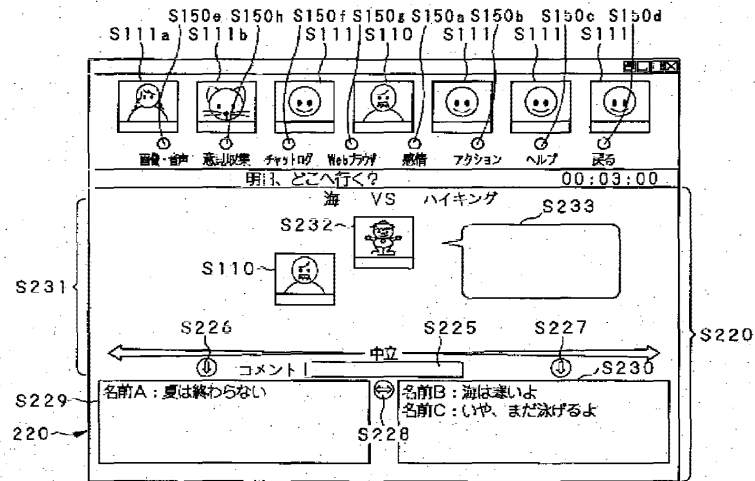 S150e S150h S150f S150g S150a S150b S150c S150d
S111a S111b S111 S110 S111 S111 S111
画像・音声 意見収集 チャットログ Webブラウザ 感情 アクション ヘルプ 戻る
明日、どこへ行く? 00:03:00
海 VS ハイキング
S232 S233
S110
S231 S220
S226 S225 S227
中立
コメント S230
S229 名前A:夏は終わらない 名前B:海は寒いよ
名前C:いや、まだ泳げるよ
220 S228